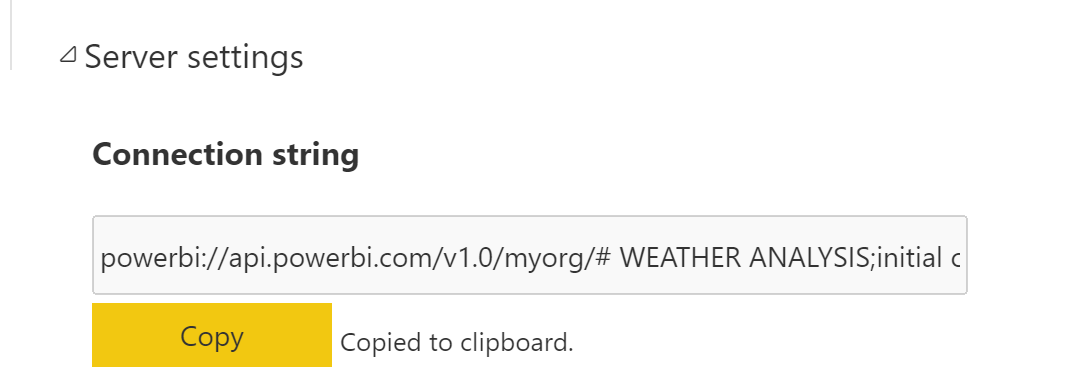 Server settings
Connection string
powerbi://api.powerbi.com/v1.0/myorg/# WEATHER ANALYSIS;initial c
Copy Copied to clipboard.